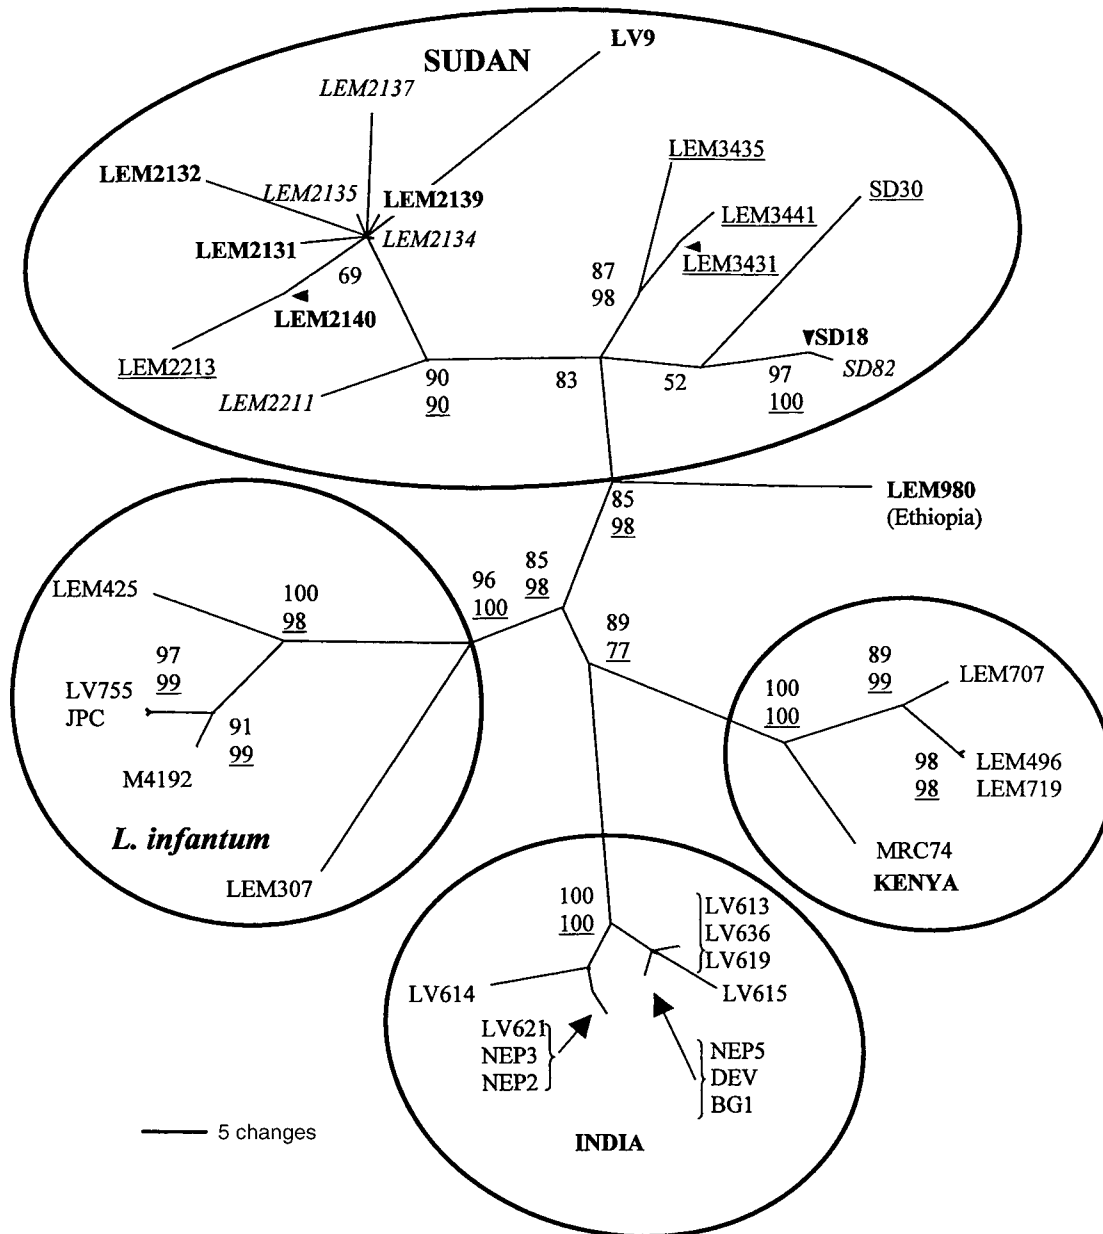 LV9
SUDAN
LEM2137
LEM3435
LEM2132
LEM2135
LEM2139
SD30
LEM3441
LEM2131
LEM2134
LEM3431
69
87
98
LEM2140
SD18
LEM2213
SD82
LEM2211
90
90
83
52
97
100
LEM980
(Ethiopia)
85
98
85
98
96
100
LEM425
100
98
89
77
97
99
LV755
JPC
91
99
M4192
89
99
LEM707
100
100
98
98
LEM496
LEM719
L. infantum
LEM307
MRC74
KENYA
100
100
LV613
LV636
LV619
LV614
LV615
LV621
NEP3
NEP2
NEP5
DEV
BG1
5 changes
INDIA